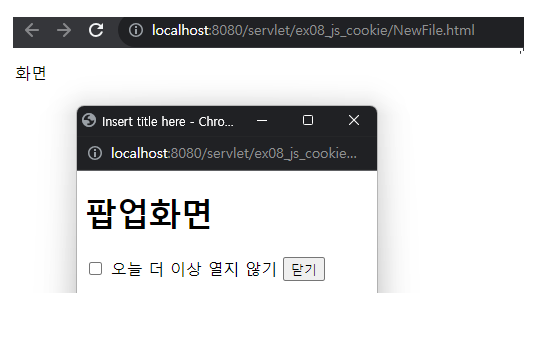 localhost:8080/servlet/ex08_js_cookie/NewFile.html
화면
Insert title here - Chro...
localhost:8080/servlet/ex08_js_cookie...
팝업화면
오늘 더 이상 열지 않기 닫기